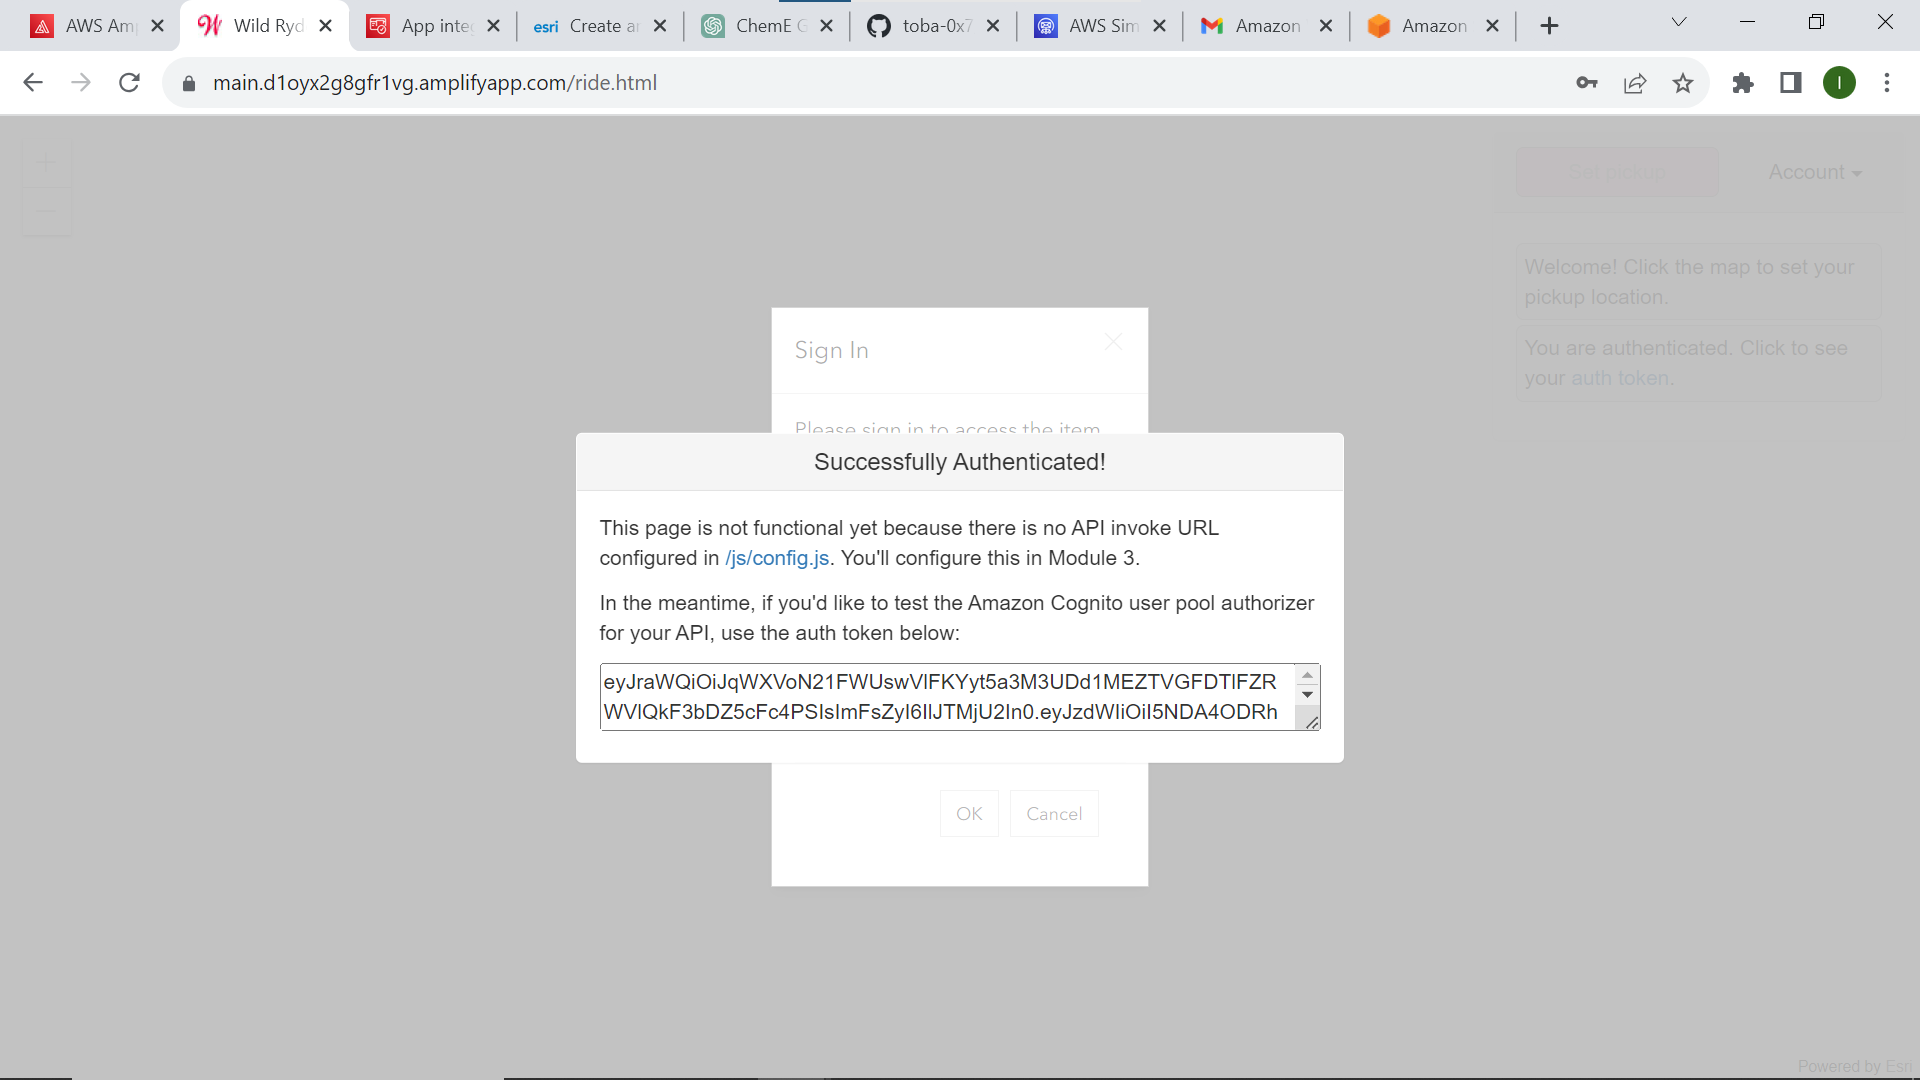 AWS Am
Wild Ryd
App inte
esri Create a
ChemE G
toba-0x7
AWS Sim
Amazon
Amazon
main.d1oyx2g8gfr1vg.amplifyapp.com/ride.html
I
Set pickup
Account
Welcome! Click the map to set your
pickup location.
You are authenticated. Click to see
your auth token.
Sign In
Please sign in to access the item
Successfully Authenticated!
This page is not functional yet because there is no API invoke URL
configured in /js/config.js. You'll configure this in Module 3.
In the meantime, if you'd like to test the Amazon Cognito user pool authorizer
for your API, use the auth token below:
OK
Cancel
Powered by Esri